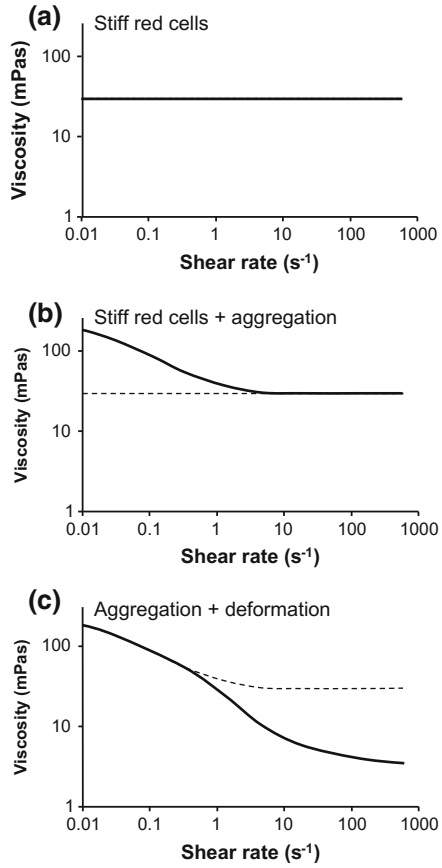 (a) Stiff red cells
Viscosity (mPas)
100
10
1
0.01 0.1 1 10 100 1000
Shear rate (s-1)
(b) Stiff red cells + aggregation
Viscosity (mPas)
100
10
1
0.01 0.1 1 10 100 1000
Shear rate (s-1)
(c) Aggregation + deformation
Viscosity (mPas)
100
10
1
0.01 0.1 1 10 100 1000
Shear rate (s-1)